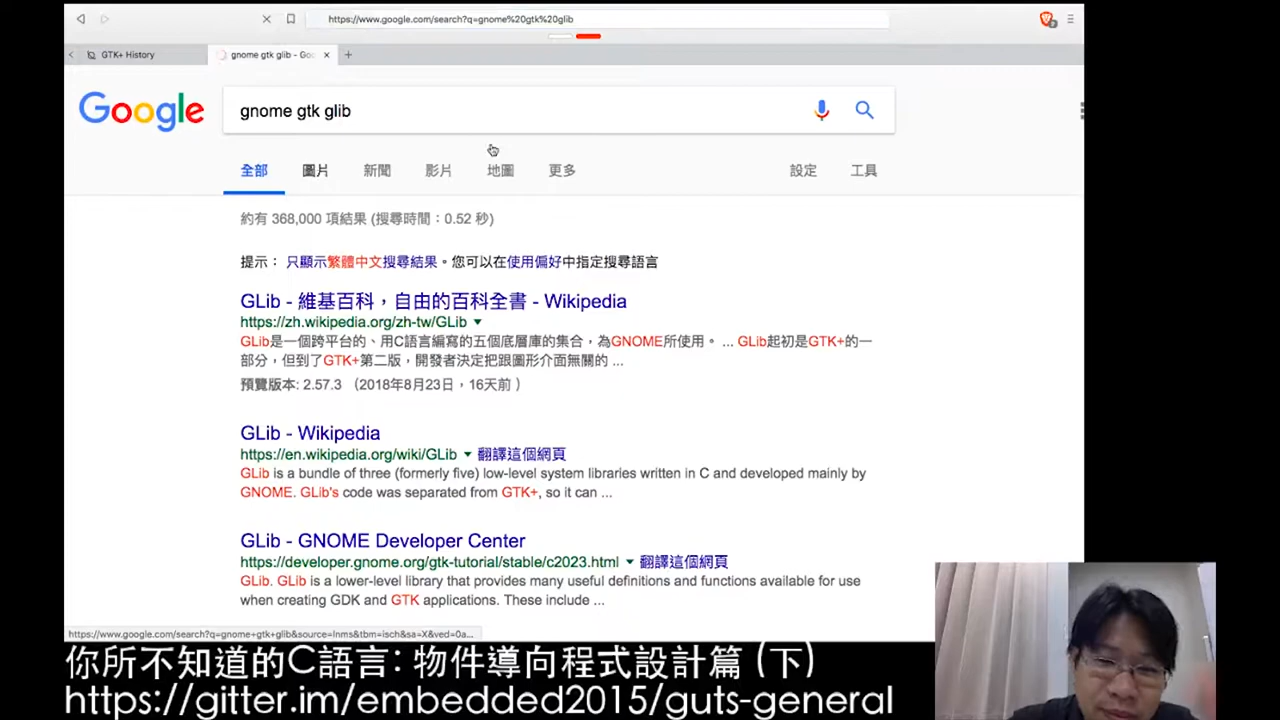 https://www.google.com/search?q=gnome%20gtk%20glib
GTK+ History
gnome gtk glib - Goo
Google
gnome gtk glib
全部 圖片 新聞 影片 地圖 更多 設定 工具
約有 368,000 項結果 (搜尋時間：0.52 秒)
提示： 只顯示繁體中文搜尋結果。您可以在使用偏好中指定搜尋語言
GLib - 維基百科，自由的百科全書 - Wikipedia
https://zh.wikipedia.org/zh-tw/GLib
GLib是一個跨平台的、用C語言編寫的五個底層庫的集合，為GNOME所使用。 ... GLib起初是GTK+的一
部分，但到了GTK+第二版，開發者決定把跟圖形介面無關的 ...
預覽版本: 2.57.3 （2018年8月23日，16天前 ）
GLib - Wikipedia
https://en.wikipedia.org/wiki/GLib 翻譯這個網頁
GLib is a bundle of three (formerly five) low-level system libraries written in C and developed mainly by
GNOME. GLib's code was separated from GTK+, so it can ...
GLib - GNOME Developer Center
https://developer.gnome.org/gtk-tutorial/stable/c2023.html 翻譯這個網頁
GLib. GLib is a lower-level library that provides many useful definitions and functions available for use
when creating GDK and GTK applications. These include ...
https://www.google.com/search?q=gnome+gtk+glib&source=lnms&tbm=isch&sa=X&ved=0a...
你所不知道的C語言: 物件導向程式設計篇 (下)
https://gitter.im/embedded2015/guts-general